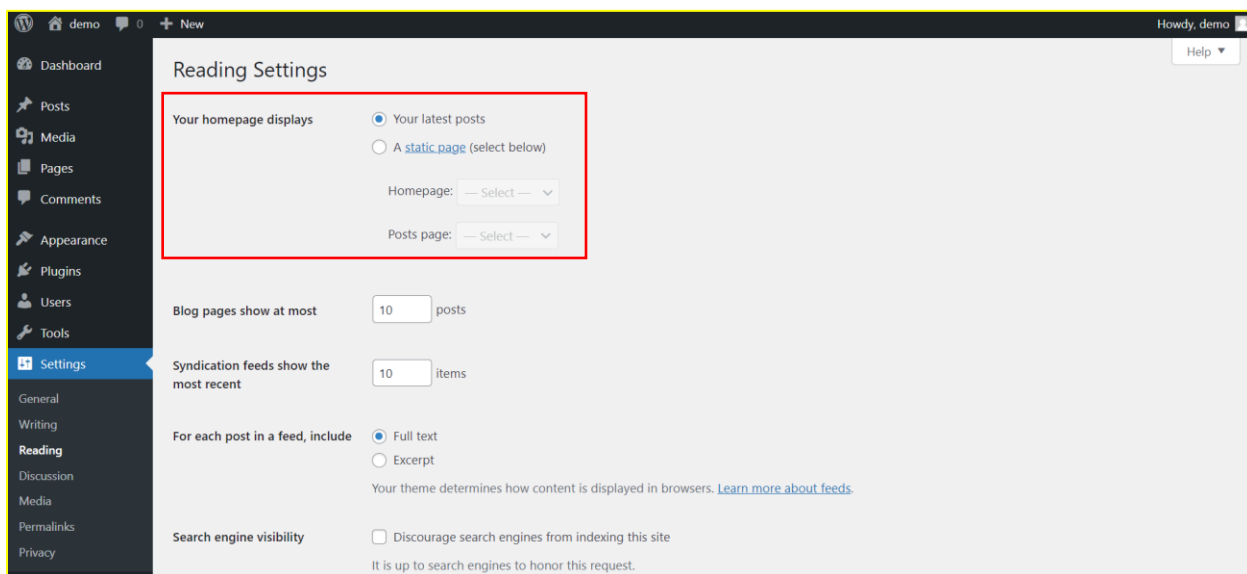 demo 0 + New Howdy, demo
Help ▼
Dashboard
Posts
Media
Pages
Comments
Appearance
Plugins
Users
Tools
Settings
General
Writing
Reading
Discussion
Media
Permalinks
Privacy
Reading Settings
Your homepage displays
Your latest posts
A static page (select below)
Homepage: — Select —
Posts page: — Select —
Blog pages show at most 10 posts
Syndication feeds show the
most recent
10 items
For each post in a feed, include
Full text
Excerpt
Your theme determines how content is displayed in browsers. Learn more about feeds.
Search engine visibility
Discourage search engines from indexing this site
It is up to search engines to honor this request.